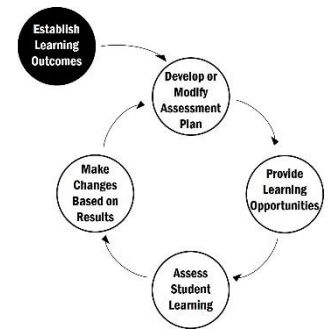 Establish
Learning
Outcomes
Develop or
Modify
Assessment
Plan
Provide
Learning
Opportunities
Assess
Student
Learning
Make
Changes
Based on
Results